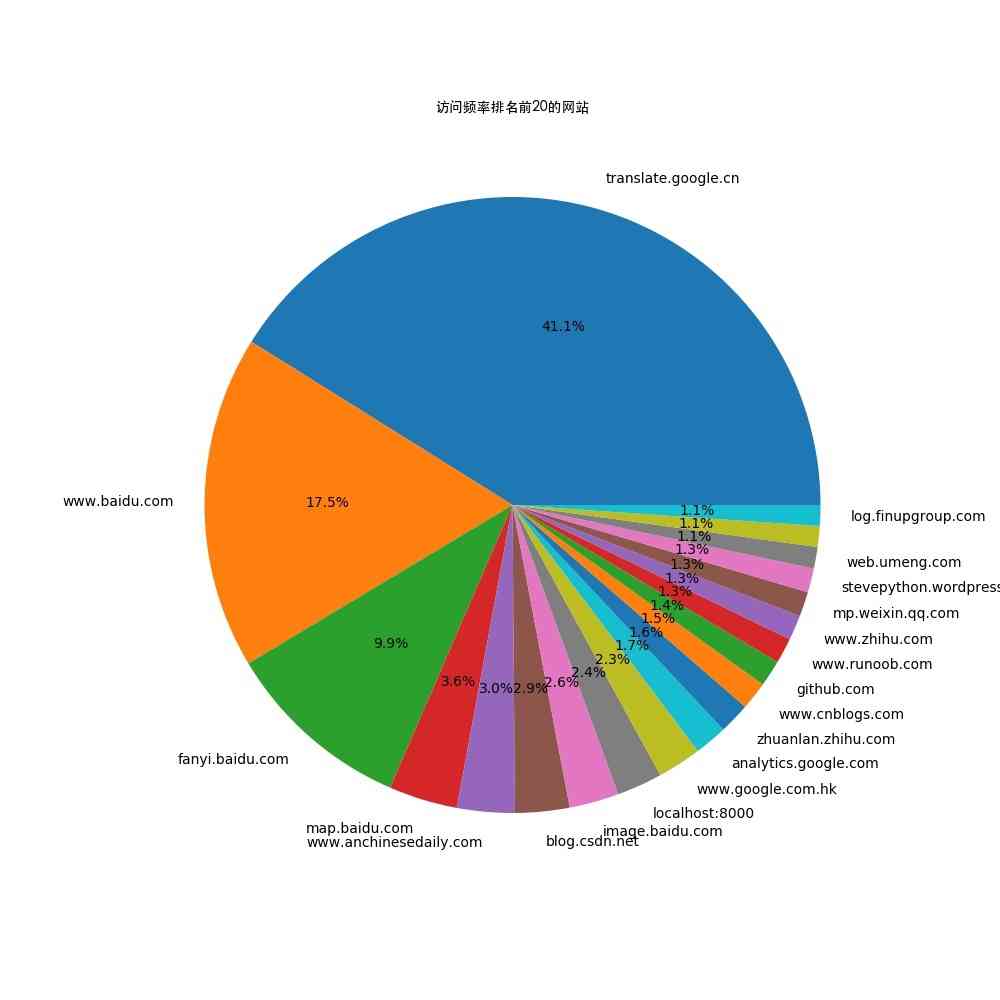 访问频率排名前20的网站
translate.google.cn
41.1%
www.baidu.com
17.5%
fanyi.baidu.com
9.9%
map.baidu.com
3.6%
www.anchinesedaily.com
3.0%
blog.csdn.net
2.9%
image.baidu.com
2.6%
localhost:8000
2.4%
www.google.com.hk
2.3%
analytics.google.com
1.7%
zhuanlan.zhihu.com
1.6%
www.cnblogs.com
1.5%
github.com
1.4%
www.runoob.com
1.3%
www.zhihu.com
1.3%
mp.weixin.qq.com
1.3%
stevepython.wordpress
1.3%
web.umeng.com
1.1%
log.finupgroup.com
1.1%
1.1%